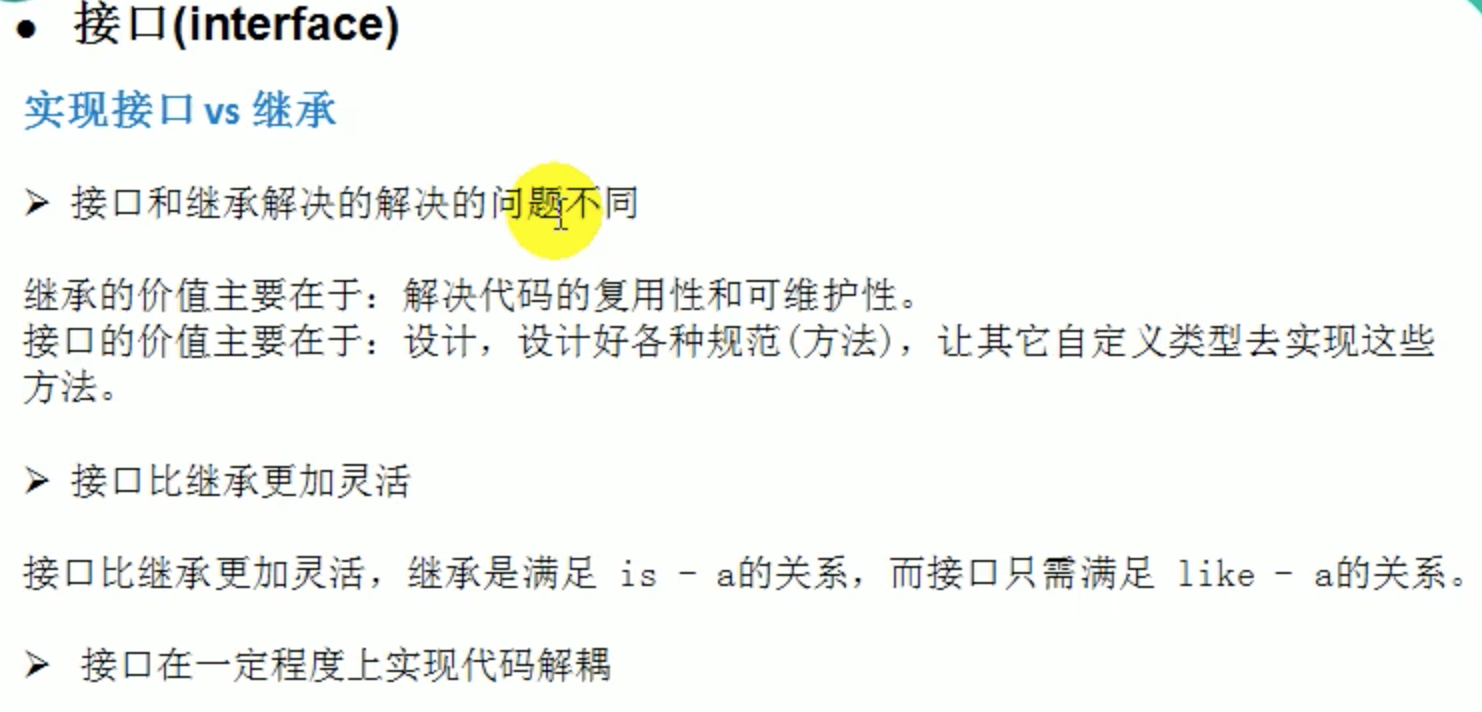 ● 接口(interface)
实现接口 vs 继承
➢ 接口和继承解决的解决的问题不同
继承的价值主要在于：解决代码的复用性和可维护性。
接口的价值主要在于：设计，设计好各种规范(方法)，让其它自定义类型去实现这些
方法。
➢ 接口比继承更加灵活
接口比继承更加灵活，继承是满足 is - a的关系，而接口只需满足 like - a的关系。
➢ 接口在一定程度上实现代码解耦